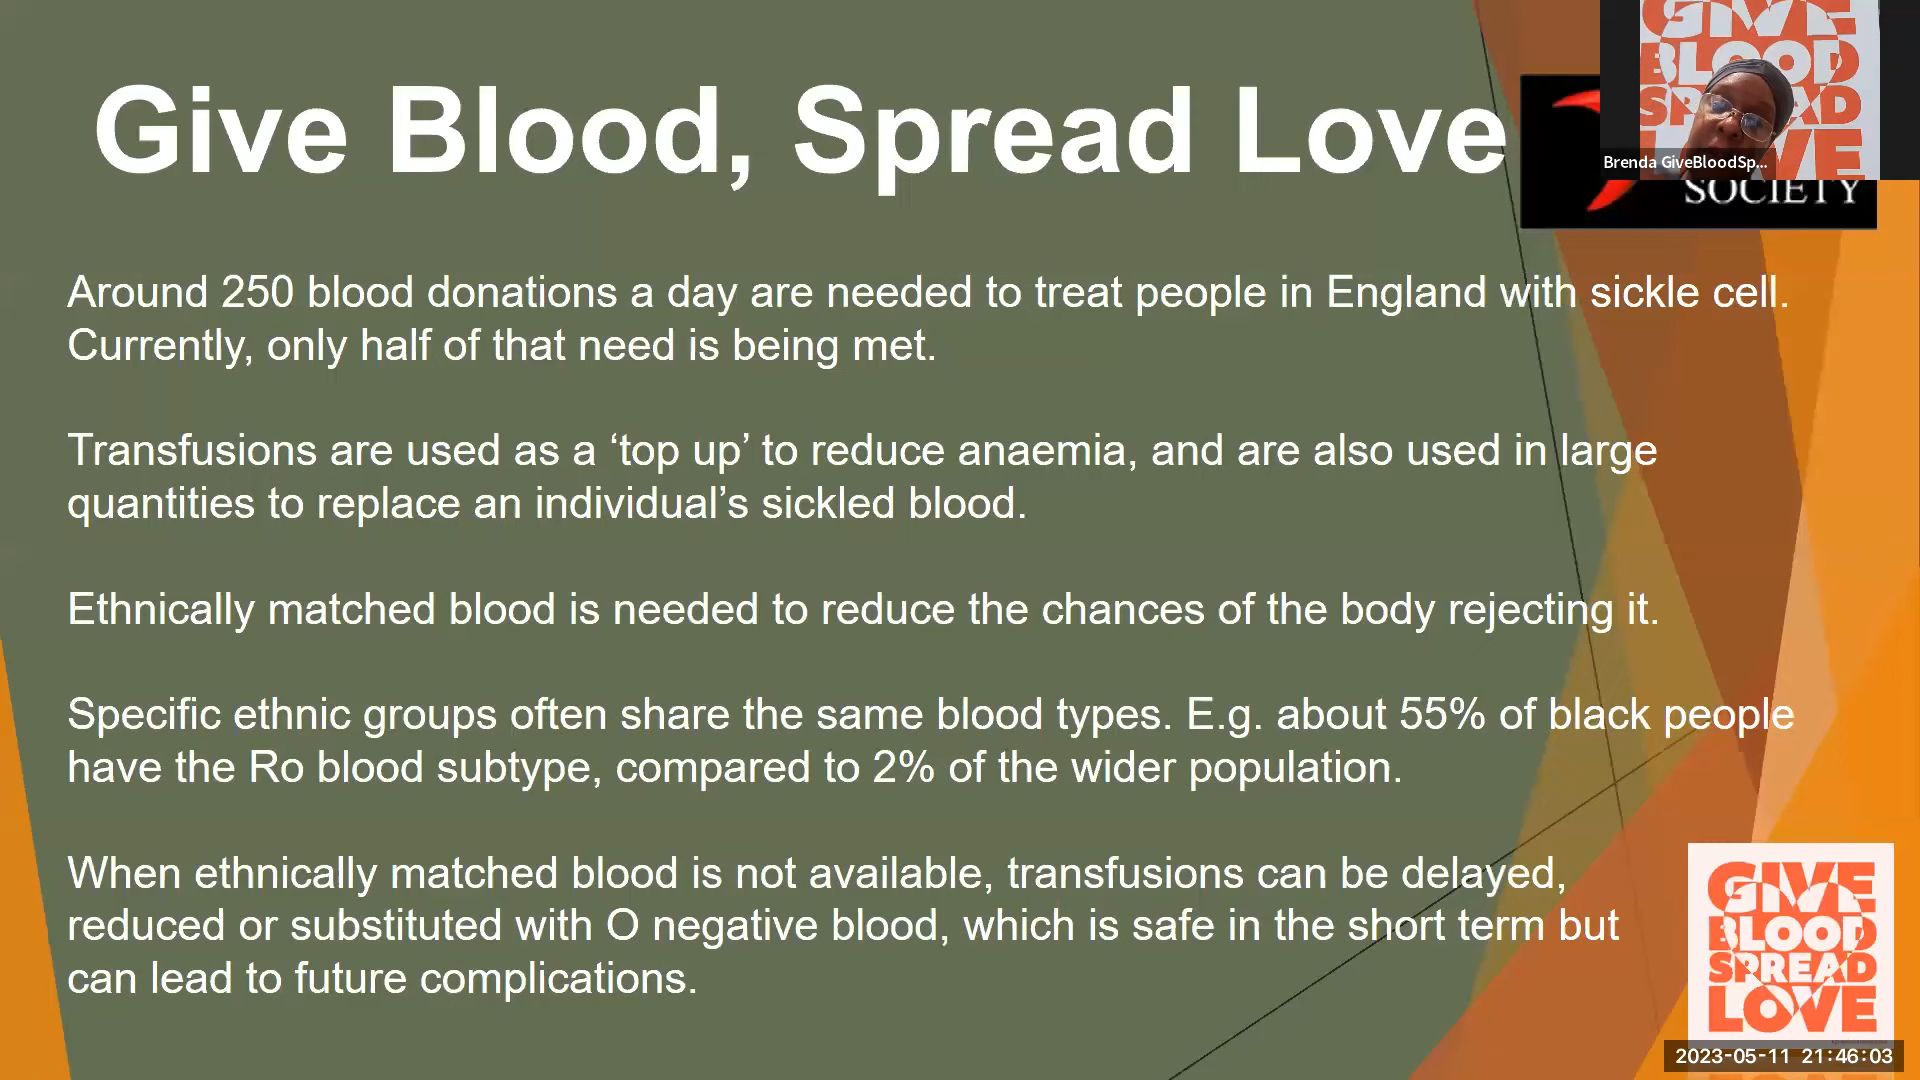 Give Blood, Spread Love
GIVE
BLOOD
SPREAD
LOVE
Brenda GiveBloodSp...
SOCIETY
Around 250 blood donations a day are needed to treat people in England with sickle cell.
Currently, only half of that need is being met.
Transfusions are used as a ‘top up’ to reduce anaemia, and are also used in large
quantities to replace an individual’s sickled blood.
Ethnically matched blood is needed to reduce the chances of the body rejecting it.
Specific ethnic groups often share the same blood types. E.g. about 55% of black people
have the Ro blood subtype, compared to 2% of the wider population.
When ethnically matched blood is not available, transfusions can be delayed,
reduced or substituted with O negative blood, which is safe in the short term but
can lead to future complications.
GIVE
BLOOD
SPREAD
LOVE
2023-05-11 21:46:03